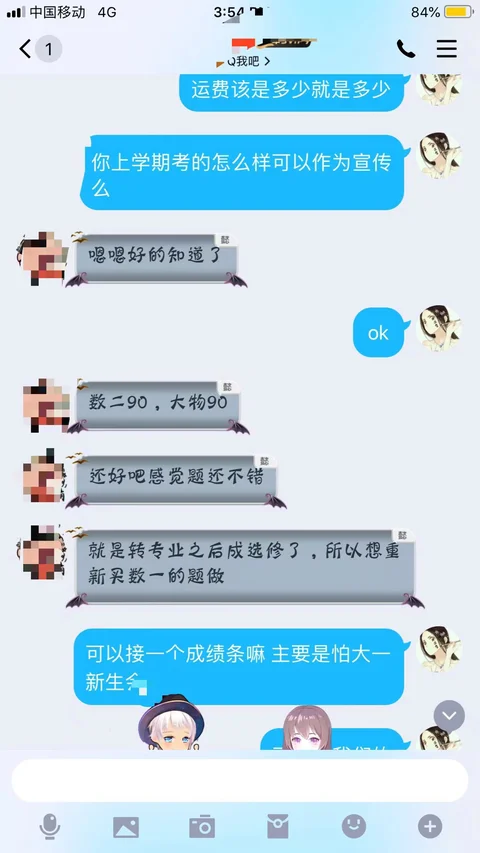 中国移动 4G
84%
1
Q我吧
运费该是多少就是多少
你上学期考的怎么样可以作为宣传
么
嗯嗯好的知道了
ok
数二90，大物90
还好吧感觉题还不错
就是转专业之后成选修了，所以想重
新买数一的题做
可以接一个成绩条嘛 主要是怕大一
新生